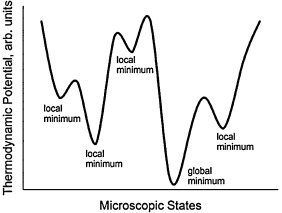 Thermodynamic Potential, arb. units
local
minimum
local
minimum
local
minimum
global
minimum
local
minimum
Microscopic States